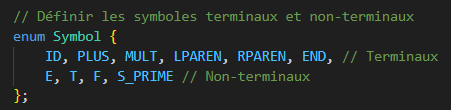 // Définir les symboles terminaux et non-terminaux
enum Symbol {
    ID, PLUS, MULT, LPAREN, RPAREN, END, // Terminaux
    E, T, F, S_PRIME // Non-terminaux
};